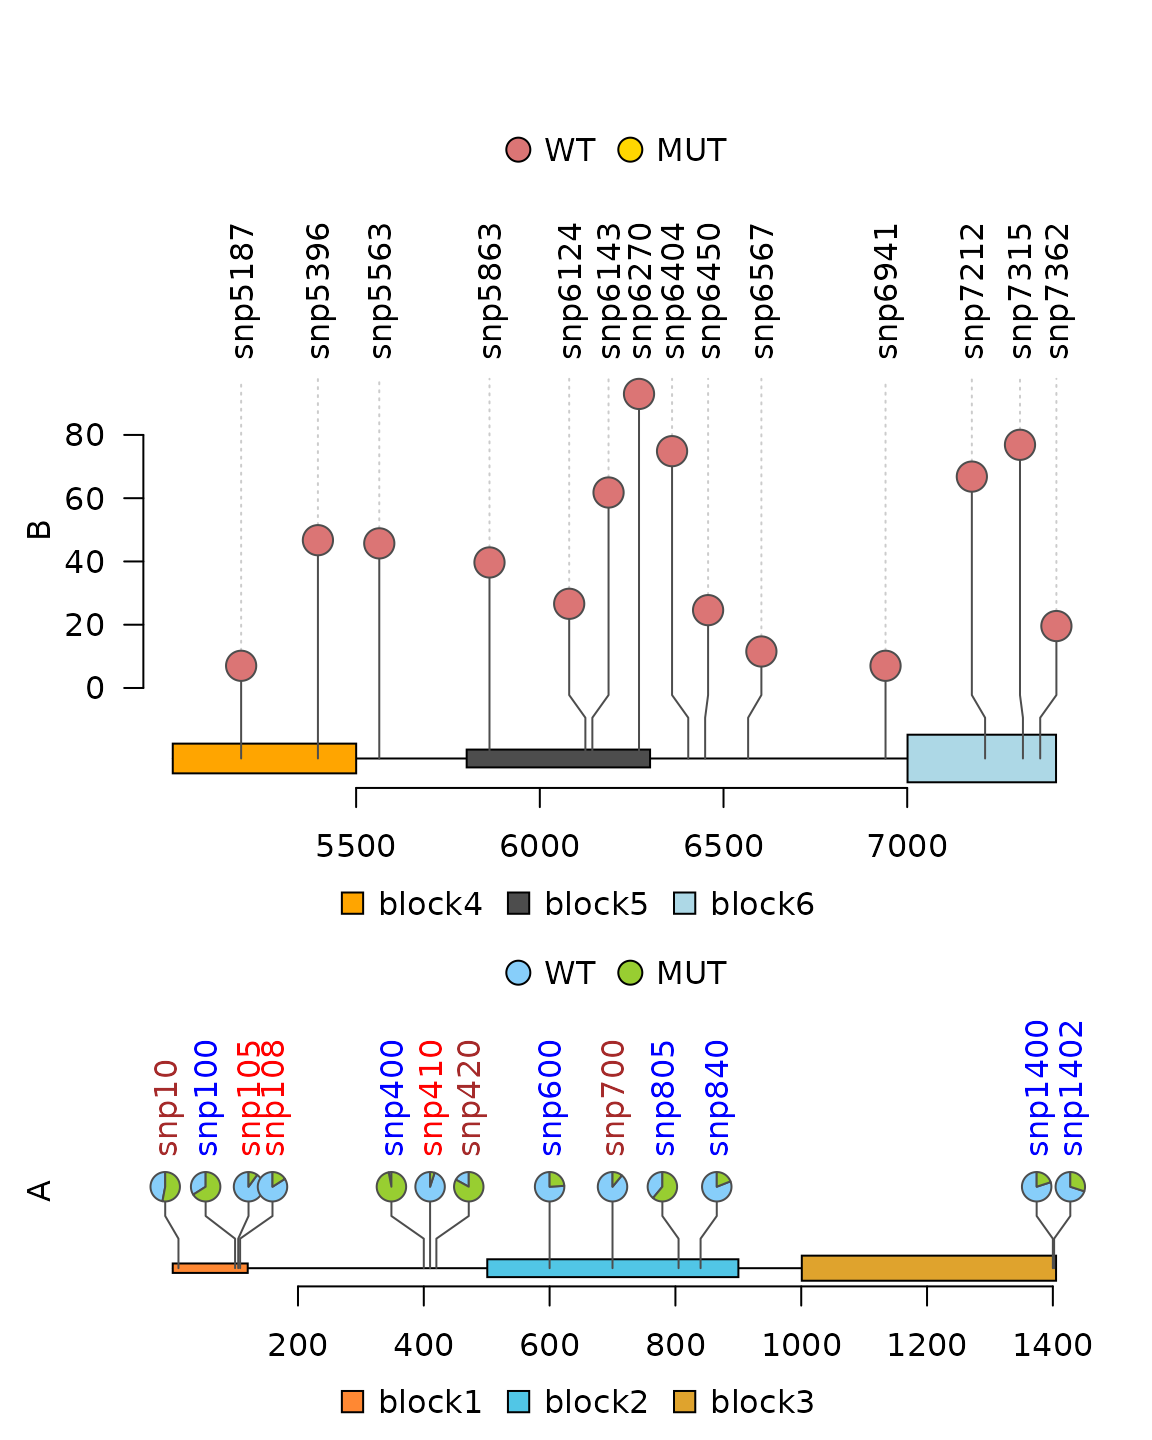 WT MUT
snp5187 snp5396 snp5563 snp5863 snp6124 snp6143 snp6270 snp6404 snp6450 snp6567 snp6941 snp7212 snp7315 snp7362
B
80
60
40
20
0
5500 6000 6500 7000
block4 block5 block6
WT MUT
snp10 snp100 snp105 snp108 snp400 snp410 snp420 snp600 snp700 snp805 snp840 snp1400 snp1402
A
200 400 600 800 1000 1200 1400
block1 block2 block3